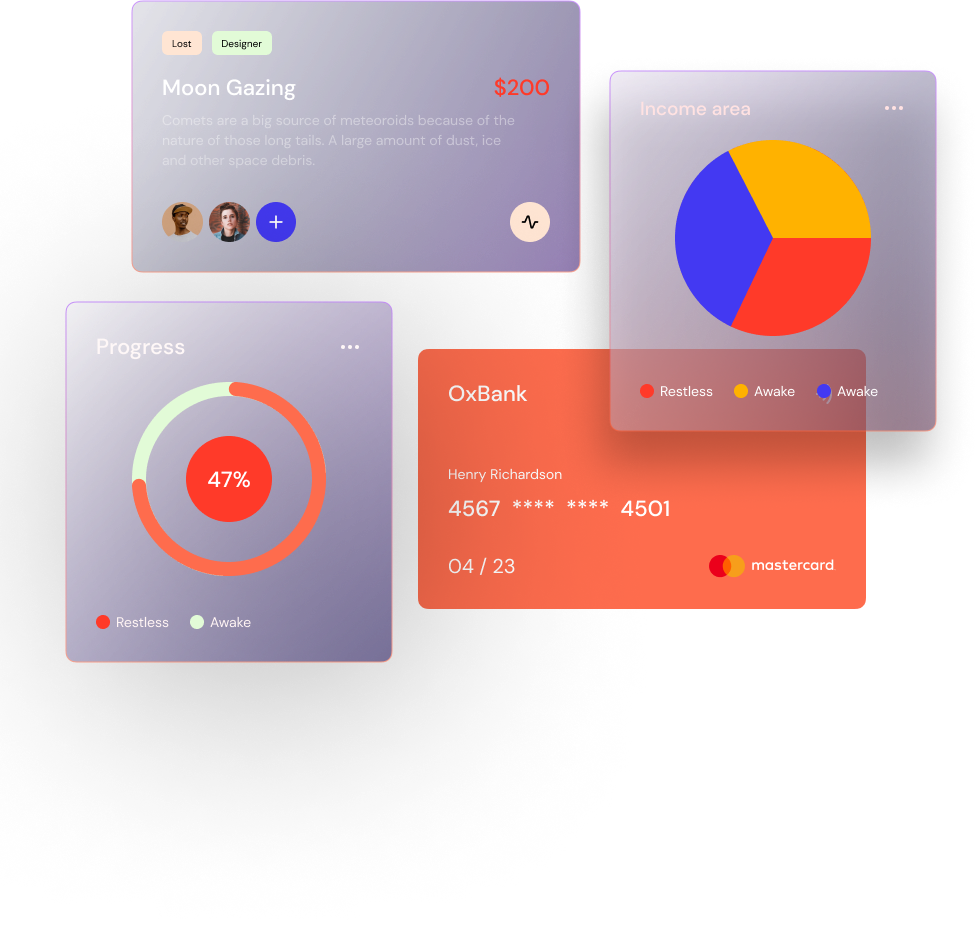 Lost
Designer
Moon Gazing
$200
Comets are a big source of meteoroids because of the
nature of those long tails. A large amount of dust, ice
and other space debris.
Income area
Restless
Awake
Awake
Progress
47%
Restless
Awake
OxBank
Henry Richardson
4567 **** **** 4501
04 / 23
mastercard